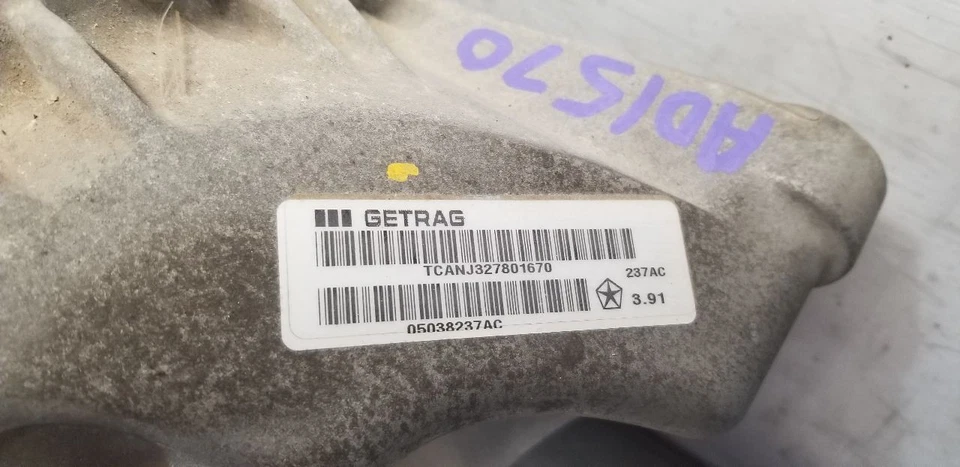 AD1570
GETRAG
TCANJ327801670
237AC
05038237AC
3.91